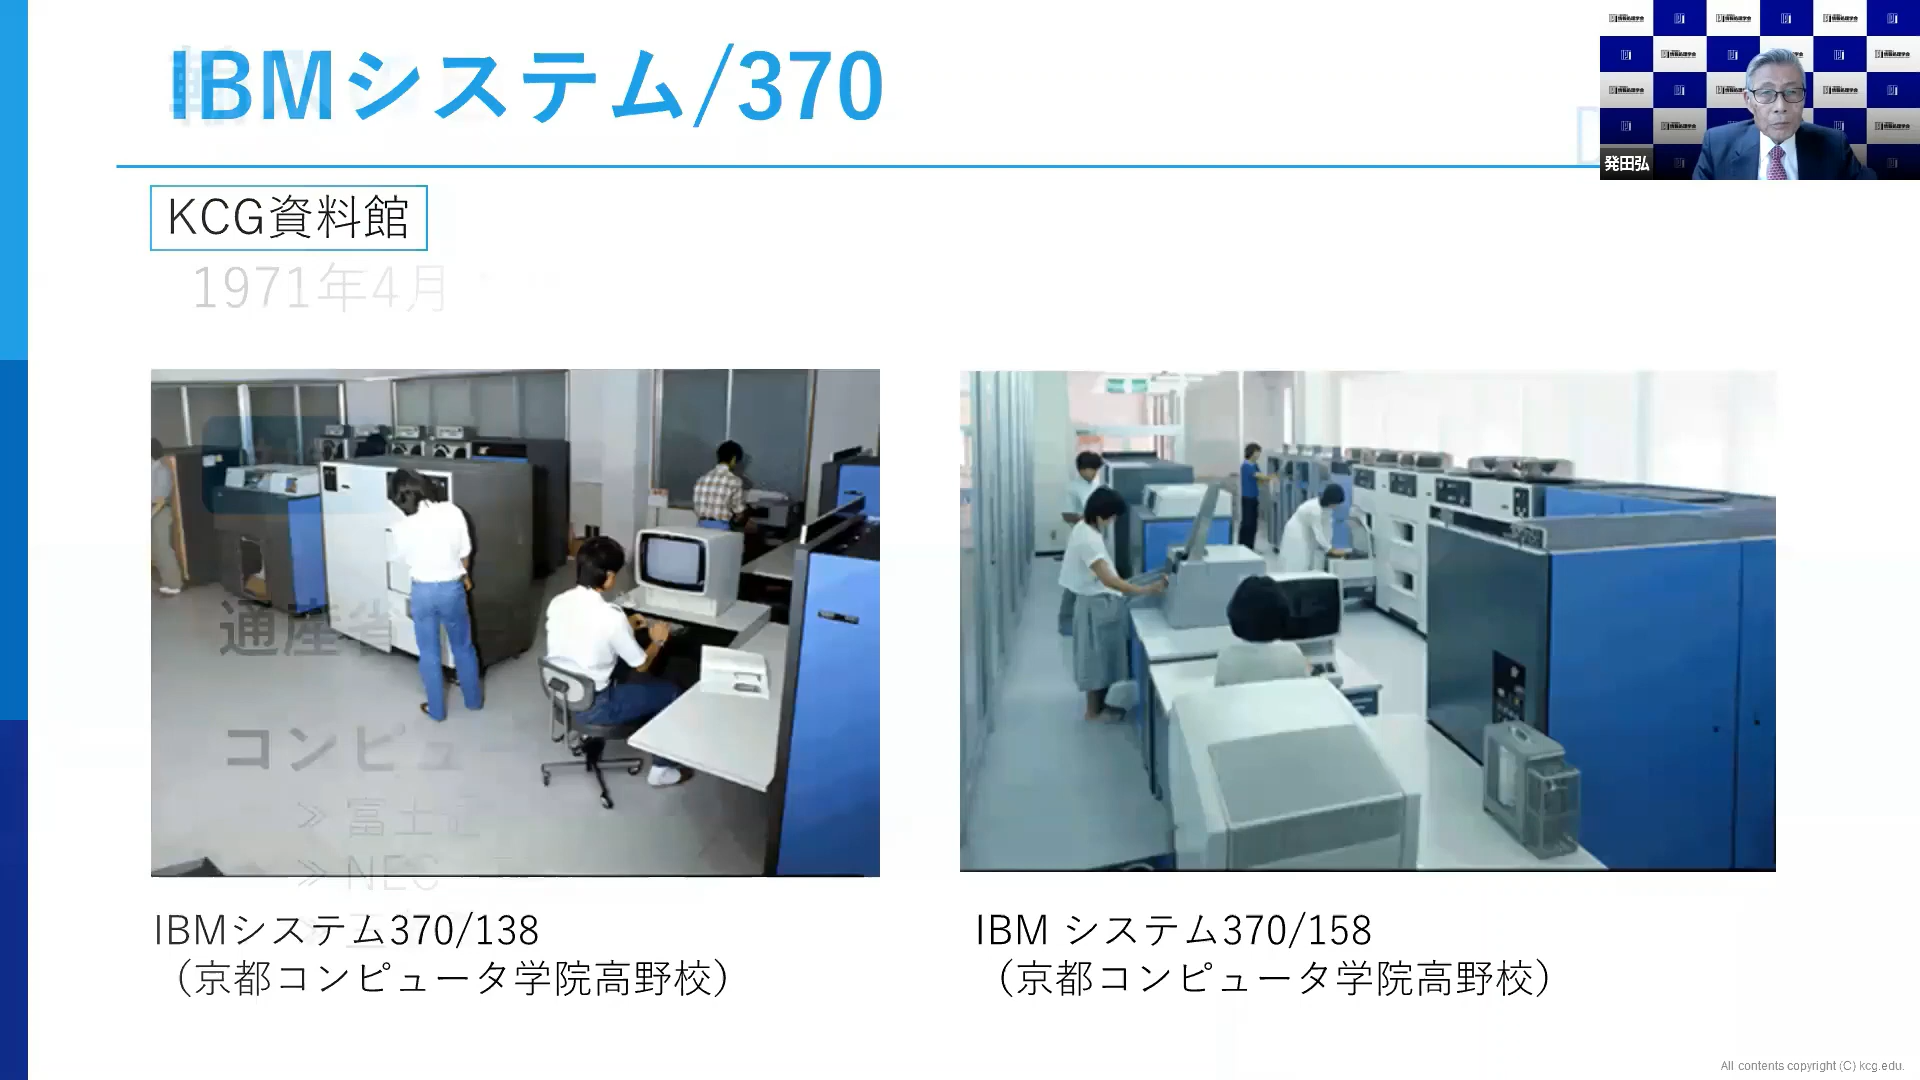 IBMシステム/370
発田弘
KCG資料館
1971年4月
通産省
コンピュー
≫ 富士通
≫ NEC
IBMシステム370/138
（京都コンピュータ学院高野校）
IBM システム370/158
（京都コンピュータ学院高野校）
All contents copyright (C) kcg.edu.